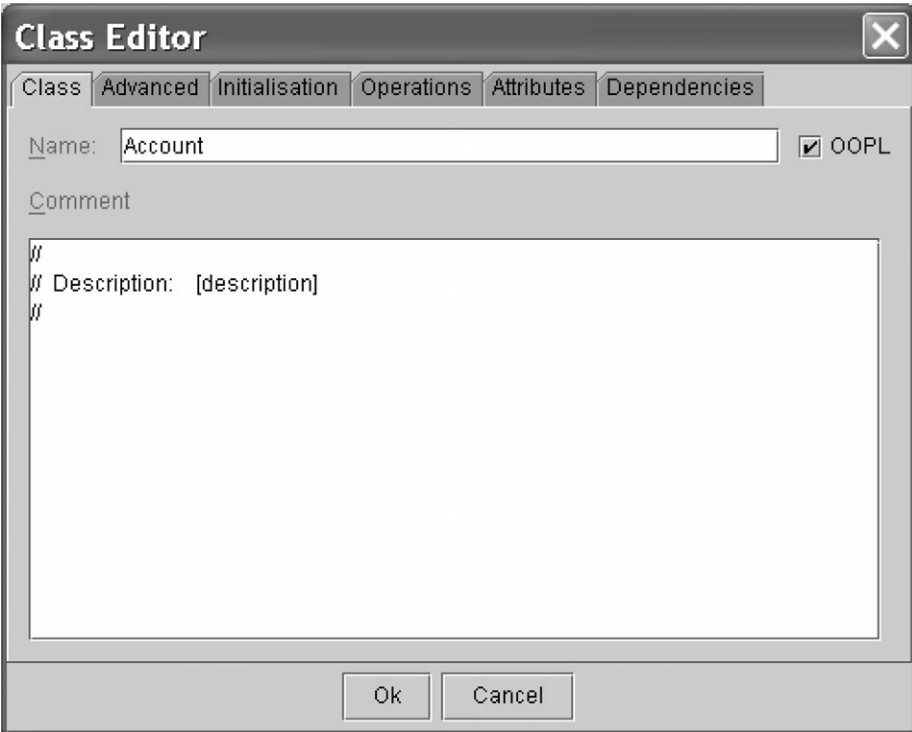 Class Editor
Class Advanced Initialisation Operations Attributes Dependencies
Name: Account OOPL
Comment
//
// Description: [description]
//
Ok Cancel